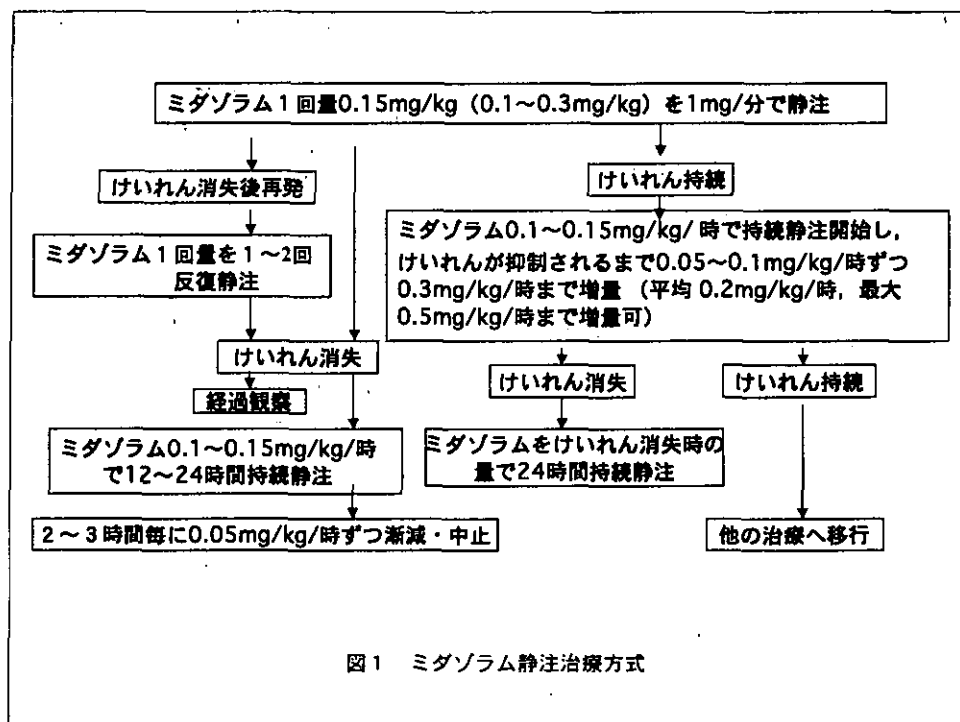 ミダゾラム1回量0.15mg/kg（0.1～0.3mg/kg）を1mg/分で静注
けいれん消失後再発
けいれん持続
ミダゾラム1回量を1～2回
反復静注
ミダゾラム0.1～0.15mg/kg/時で持続静注開始し，
けいれんが抑制されるまで0.05～0.1mg/kg/時ずつ
0.3mg/kg/時まで増量（平均 0.2mg/kg/時，最大
0.5mg/kg/時まで増量可）
けいれん消失
経過観察
けいれん消失
けいれん持続
ミダゾラム0.1～0.15mg/kg/時
で12～24時間持続静注
ミダゾラムをけいれん消失時の
量で24時間持続静注
2～3時間毎に0.05mg/kg/時ずつ漸減・中止
他の治療へ移行
図1 ミダゾラム静注治療方式